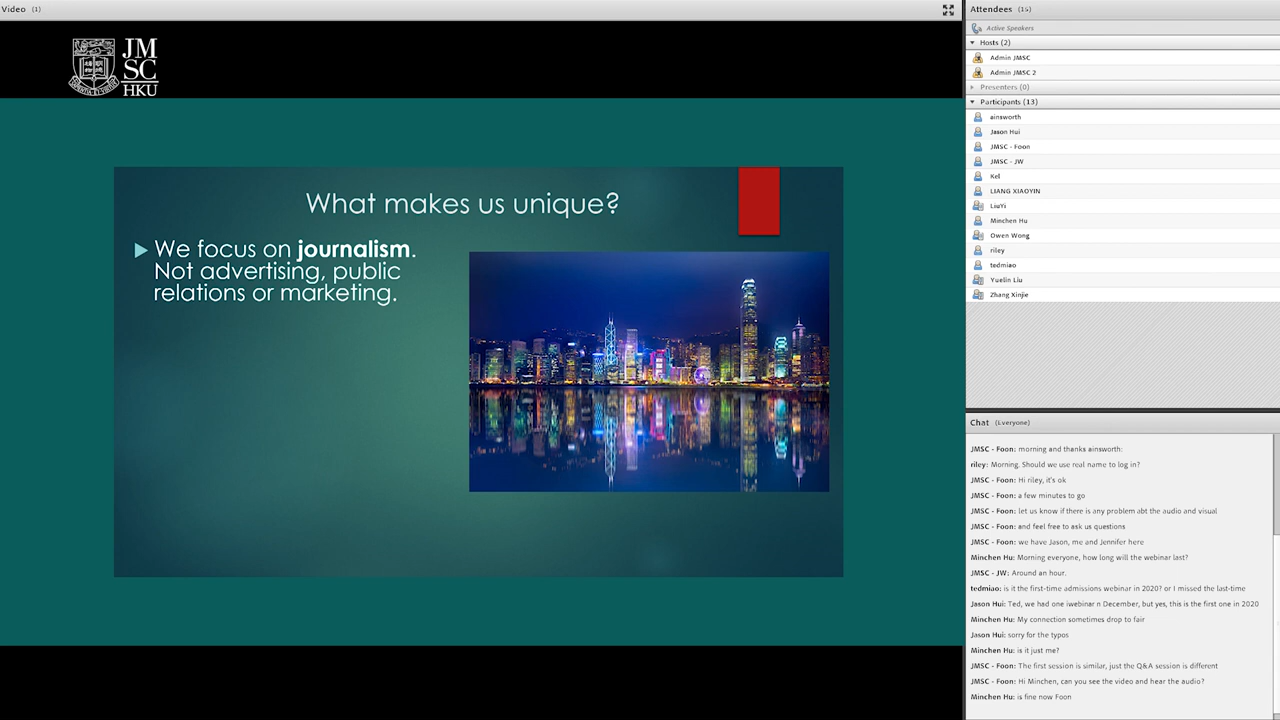 Video (1)
JM
SC
HKU
What makes us unique?
We focus on journalism.
Not advertising, public
relations or marketing.
Attendees (15)
Active Speakers
Hosts (2)
Admin JMSC
Admin JMSC 2
Presenters (0)
Participants (13)
ainsworth
Jason Hui
JMSC - Foon
JMSC - JW
Kel
LIANG XIAOYIN
LiuYi
Minchen Hu
Owen Wong
riley
tedmiao
Yuelin Liu
Zhang Xinjie
Chat (Everyone)
JMSC - Foon: morning and thanks ainsworth:
riley: Morning. Should we use real name to log in?
JMSC - Foon: Hi riley, it's ok
JMSC - Foon: a few minutes to go
JMSC - Foon: let us know if there is any problem abt the audio and visual
JMSC - Foon: and feel free to ask us questions
JMSC - Foon: we have Jason, me and Jennifer here
Minchen Hu: Morning everyone, how long will the webinar last?
JMSC - JW: Around an hour.
tedmiao: is it the first-time admissions webinar in 2020? or I missed the last-time
Jason Hui: Ted, we had one iwebinar n December, but yes, this is the first one in 2020
Minchen Hu: My connection sometimes drop to fair
Jason Hui: sorry for the typos
Minchen Hu: is it just me?
JMSC - Foon: The first session is similar, just the Q&A session is different
JMSC - Foon: Hi Minchen, can you see the video and hear the audio?
Minchen Hu: is fine now Foon